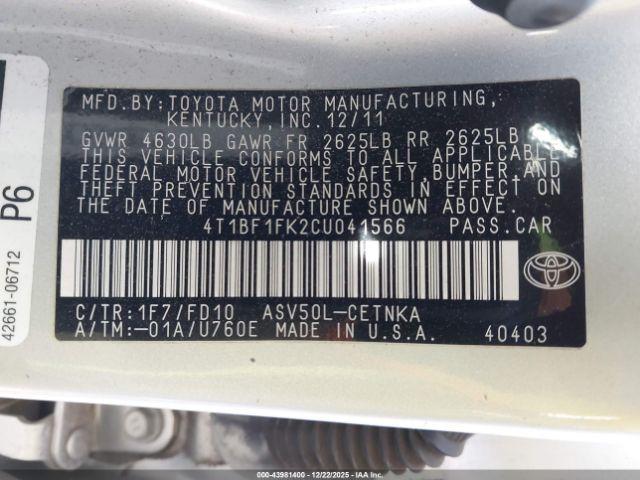 MFD.BY:TOYOTA MOTOR MANUFACTURING,
KENTUCKY,INC.12/11
GVWR 4630LB GAWR FR 2625LB RR 2625LB
THIS VEHICLE CONFORMS TO ALL APPLICABLE
FEDERAL MOTOR VEHICLE SAFETY,BUMPER,AND
THEFT PREVENTION STANDARDS IN EFFECT ON
THE DATE OF MANUFACTURE SHOWN ABOVE.
4T1BF1FK2CU041566 PASS.CAR
C/TR:1F7/FD10 ASV50L-CETNKA
A/TM:-01A/U760E MADE IN U.S.A. 40403
TOYOTA
P6
42661-06712
000-43981400 - 12/22/2025 - IAA